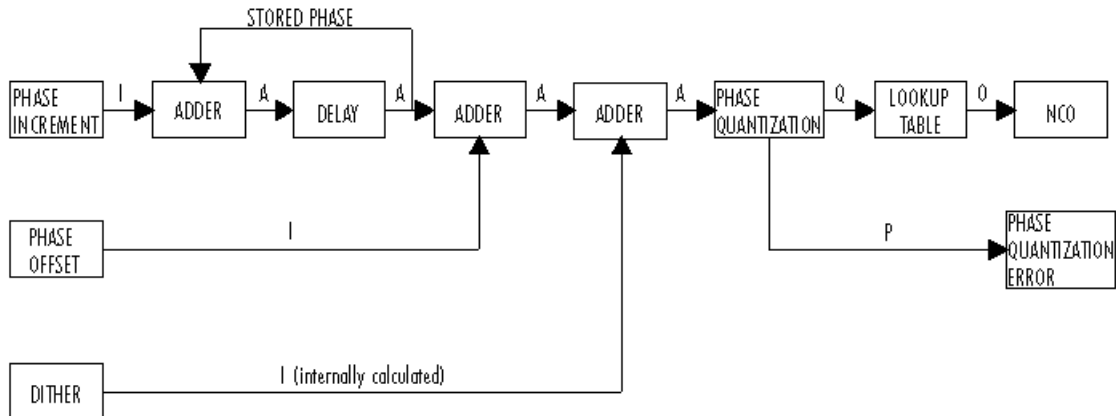 STORED PHASE
PHASE
INCREMENT
I
ADDER
A
DELAY
A
ADDER
A
ADDER
A
PHASE
QUANTIZATION
Q
LOOKUP
TABLE
O
NCO
PHASE
OFFSET
I
P
PHASE
QUANTIZATION
ERROR
DITHER
I (internally calculated)